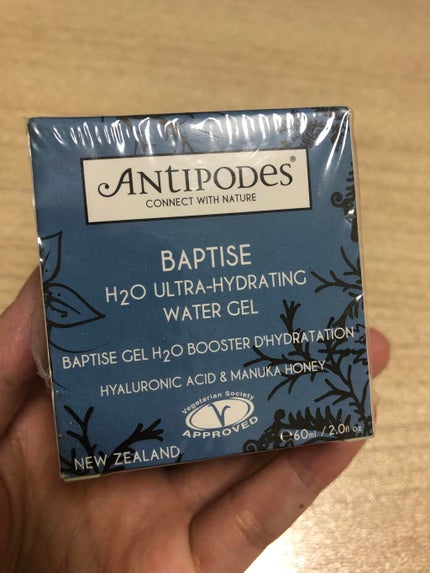 ANTIPODES®
CONNECT WITH NATURE
BAPTISE
H2O ULTRA-HYDRATING
WATER GEL
BAPTISE GEL H2O BOOSTER D'HYDRATATION
HYALURONIC ACID & MANUKA HONEY
Vegetarian Society
APPROVED
NEW ZEALAND
℮60ml / 2.0fl oz